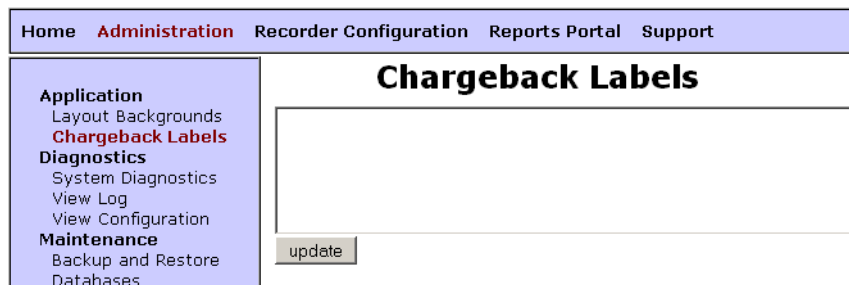 Home Administration Recorder Configuration Reports Portal Support
Chargeback Labels
Application
Layout Backgrounds
Chargeback Labels
Diagnostics
System Diagnostics
View Log
View Configuration
Maintenance
Backup and Restore
Databases
update